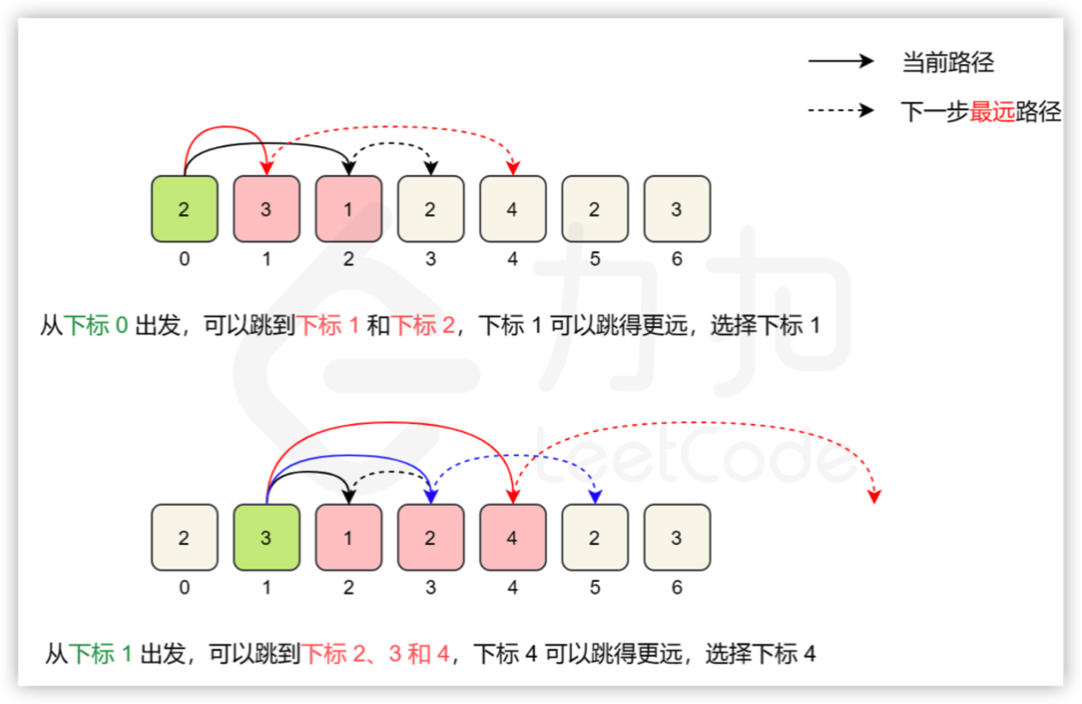 当前路径
下一步最远路径
2 3 1 2 4 2 3
0 1 2 3 4 5 6
从下标 0 出发，可以跳到下标 1 和下标 2，下标 1 可以跳得更远，选择下标 1
力扣
LeetCode
2 3 1 2 4 2 3
0 1 2 3 4 5 6
从下标 1 出发，可以跳到下标 2、3 和 4，下标 4 可以跳得更远，选择下标 4